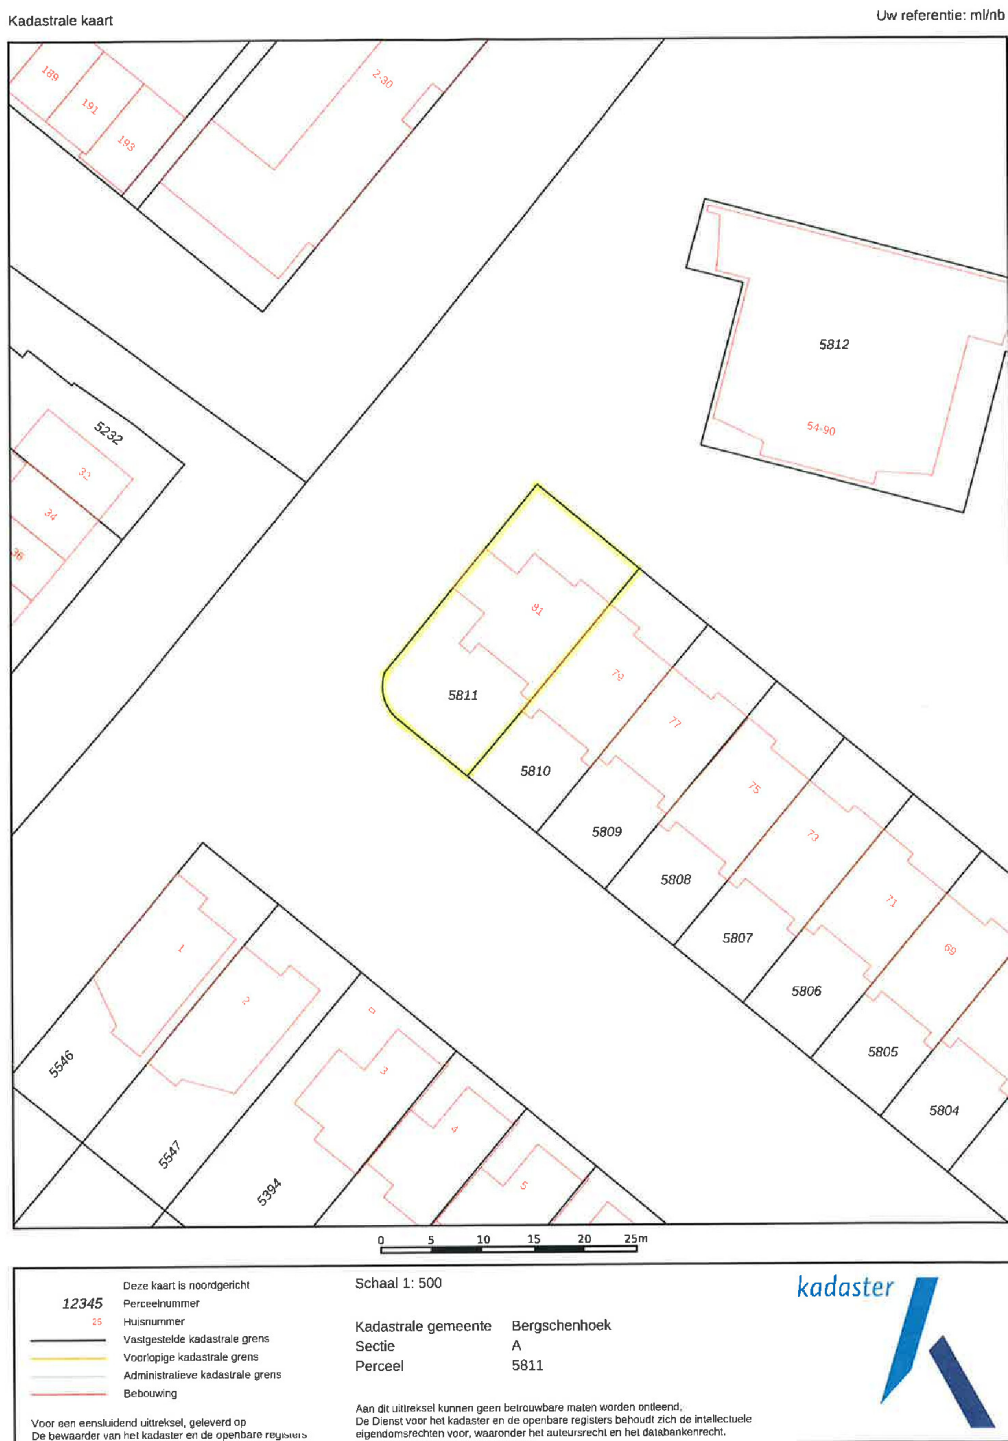 Kadastrale kaart
Uw referentie: ml/nb
189
191
193
2-30
5812
54-90
5232
32
34
36
81
5811
79
5810
77
5809
75
5808
73
5807
71
5806
69
5805
5804
1
2
3
4
5
5546
5547
5394
0 5 10 15 20 25m
Deze kaart is noordgericht
12345 Perceelnummer
25 Huisnummer
Vastgestelde kadastrale grens
Voorlopige kadastrale grens
Administratieve kadastrale grens
Bebouwing
Voor een eensluidend uittreksel, geleverd op
De bewaarder van het kadaster en de openbare registers
Schaal 1: 500
Kadastrale gemeente Bergschenhoek
Sectie A
Perceel 5811
Aan dit uittreksel kunnen geen betrouwbare maten worden ontleend.
De Dienst voor het kadaster en de openbare registers behoudt zich de intellectuele
eigendomsrechten voor, waaronder het auteursrecht en het databankenrecht.
kadaster